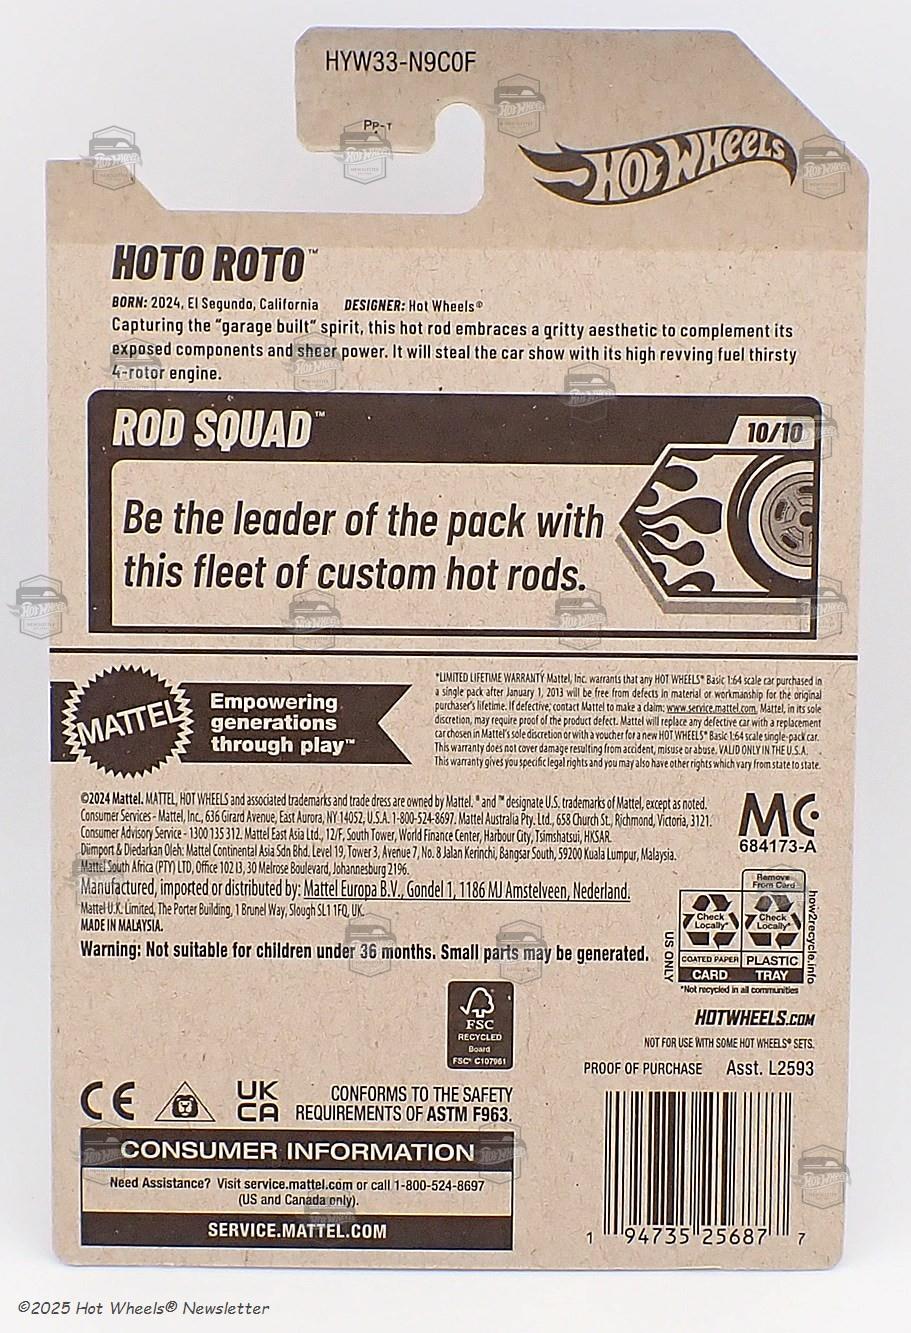 HYW33-N9C0F
Pp-t
HOT WHEELS
HOTO ROTO™
BORN: 2024, El Segundo, California DESIGNER: Hot Wheels®
Capturing the "garage built" spirit, this hot rod embraces a gritty aesthetic to complement its
exposed components and sheer power. It will steal the car show with its high revving fuel thirsty
4-rotor engine.
ROD SQUAD™
10/10
Be the leader of the pack with
this fleet of custom hot rods.
MATTEL
Empowering
generations
through play™
*LIMITED LIFETIME WARRANTY Mattel, Inc. warrants that any HOT WHEELS® Basic 1:64 scale car purchased in
a single pack after January 1, 2013 will be free from defects in material or workmanship for the original
purchaser's lifetime. If defective, contact Mattel to make a claim: www.service.mattel.com. Mattel, in its sole
discretion, may require proof of the product defect. Mattel will replace any defective car with a replacement
car chosen in Mattel's sole discretion or with a voucher for a new HOT WHEELS® Basic 1:64 scale single-pack car.
This warranty does not cover damage resulting from accident, misuse or abuse. VALID ONLY IN THE U.S.A.
This warranty gives you specific legal rights and you may also have other rights which vary from state to state.
©2024 Mattel. MATTEL, HOT WHEELS and associated trademarks and trade dress are owned by Mattel. ® and ™ designate U.S. trademarks of Mattel, except as noted.
Consumer Services - Mattel, Inc., 636 Girard Avenue, East Aurora, NY 14052, U.S.A. 1-800-524-8697. Mattel Australia Pty. Ltd., 658 Church St., Richmond, Victoria, 3121.
Consumer Advisory Service - 1300 135 312. Mattel East Asia Ltd., 12/F, South Tower, World Finance Center, Harbour City, Tsimshatsui, HKSAR.
Diimport & Diedarkan Oleh: Mattel Continental Asia Sdn Bhd. Level 19, Tower 3, Avenue 7, No. 8 Jalan Kerinchi, Bangsar South, 59200 Kuala Lumpur, Malaysia.
Mattel South Africa (PTY) LTD, Office 102 I3, 30 Melrose Boulevard, Johannesburg 2196.
Manufactured, imported or distributed by: Mattel Europa B.V., Gondel 1, 1186 MJ Amstelveen, Nederland.
Mattel U.K. Limited, The Porter Building, 1 Brunel Way, Slough SL1 1FQ, UK.
MADE IN MALAYSIA.
Warning: Not suitable for children under 36 months. Small parts may be generated.
MC
684173-A
Remove
From Card
Check
Locally*
Check
Locally*
COATED PAPER
PLASTIC
CARD
TRAY
US ONLY
how2recycle.info
*Not recycled in all communities
FSC
RECYCLED
Board
FSC® C107961
HOTWHEELS.COM
NOT FOR USE WITH SOME HOT WHEELS® SETS.
PROOF OF PURCHASE Asst. L2593
CE
UK
CA
CONFORMS TO THE SAFETY
REQUIREMENTS OF ASTM F963.
CONSUMER INFORMATION
Need Assistance? Visit service.mattel.com or call 1-800-524-8697
(US and Canada only).
SERVICE.MATTEL.COM
1 94735 25687 7
©2025 Hot Wheels® Newsletter